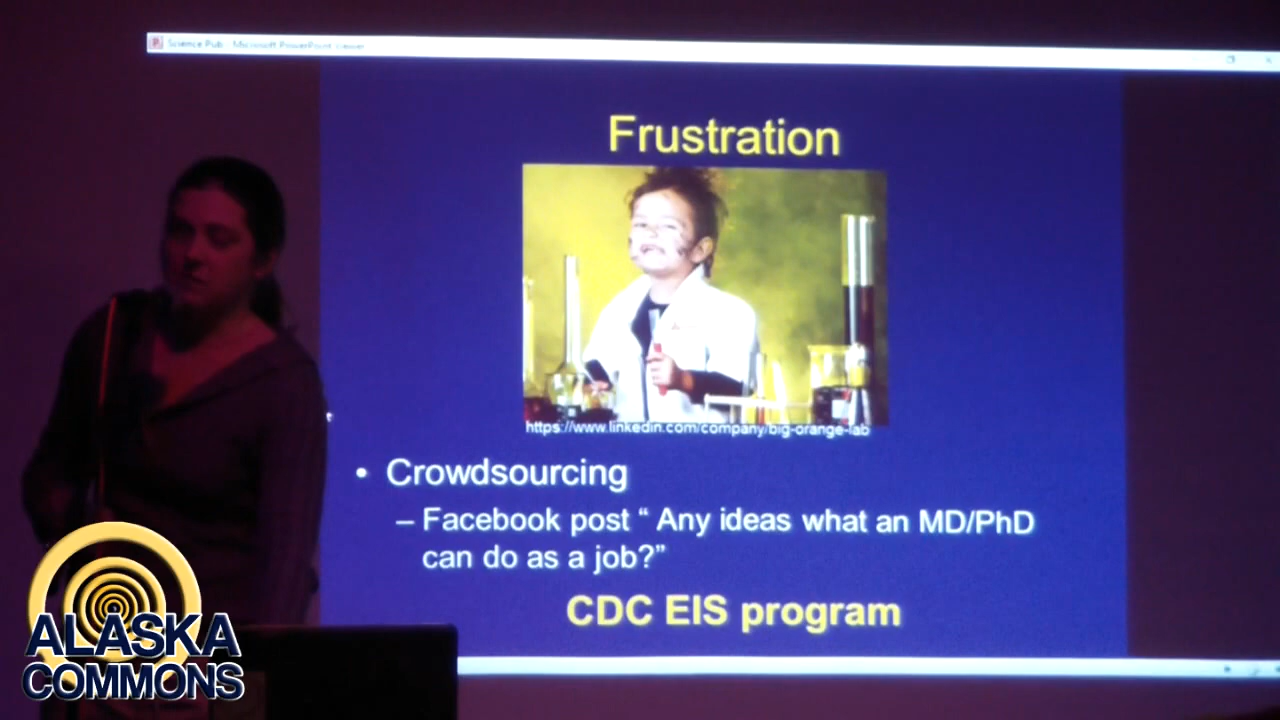 Science Pub - Microsoft PowerPoint Viewer
Frustration
https://www.linkedin.com/company/big-orange-lab
• Crowdsourcing
– Facebook post “ Any ideas what an MD/PhD
can do as a job?”
CDC EIS program
ALASKA
COMMONS